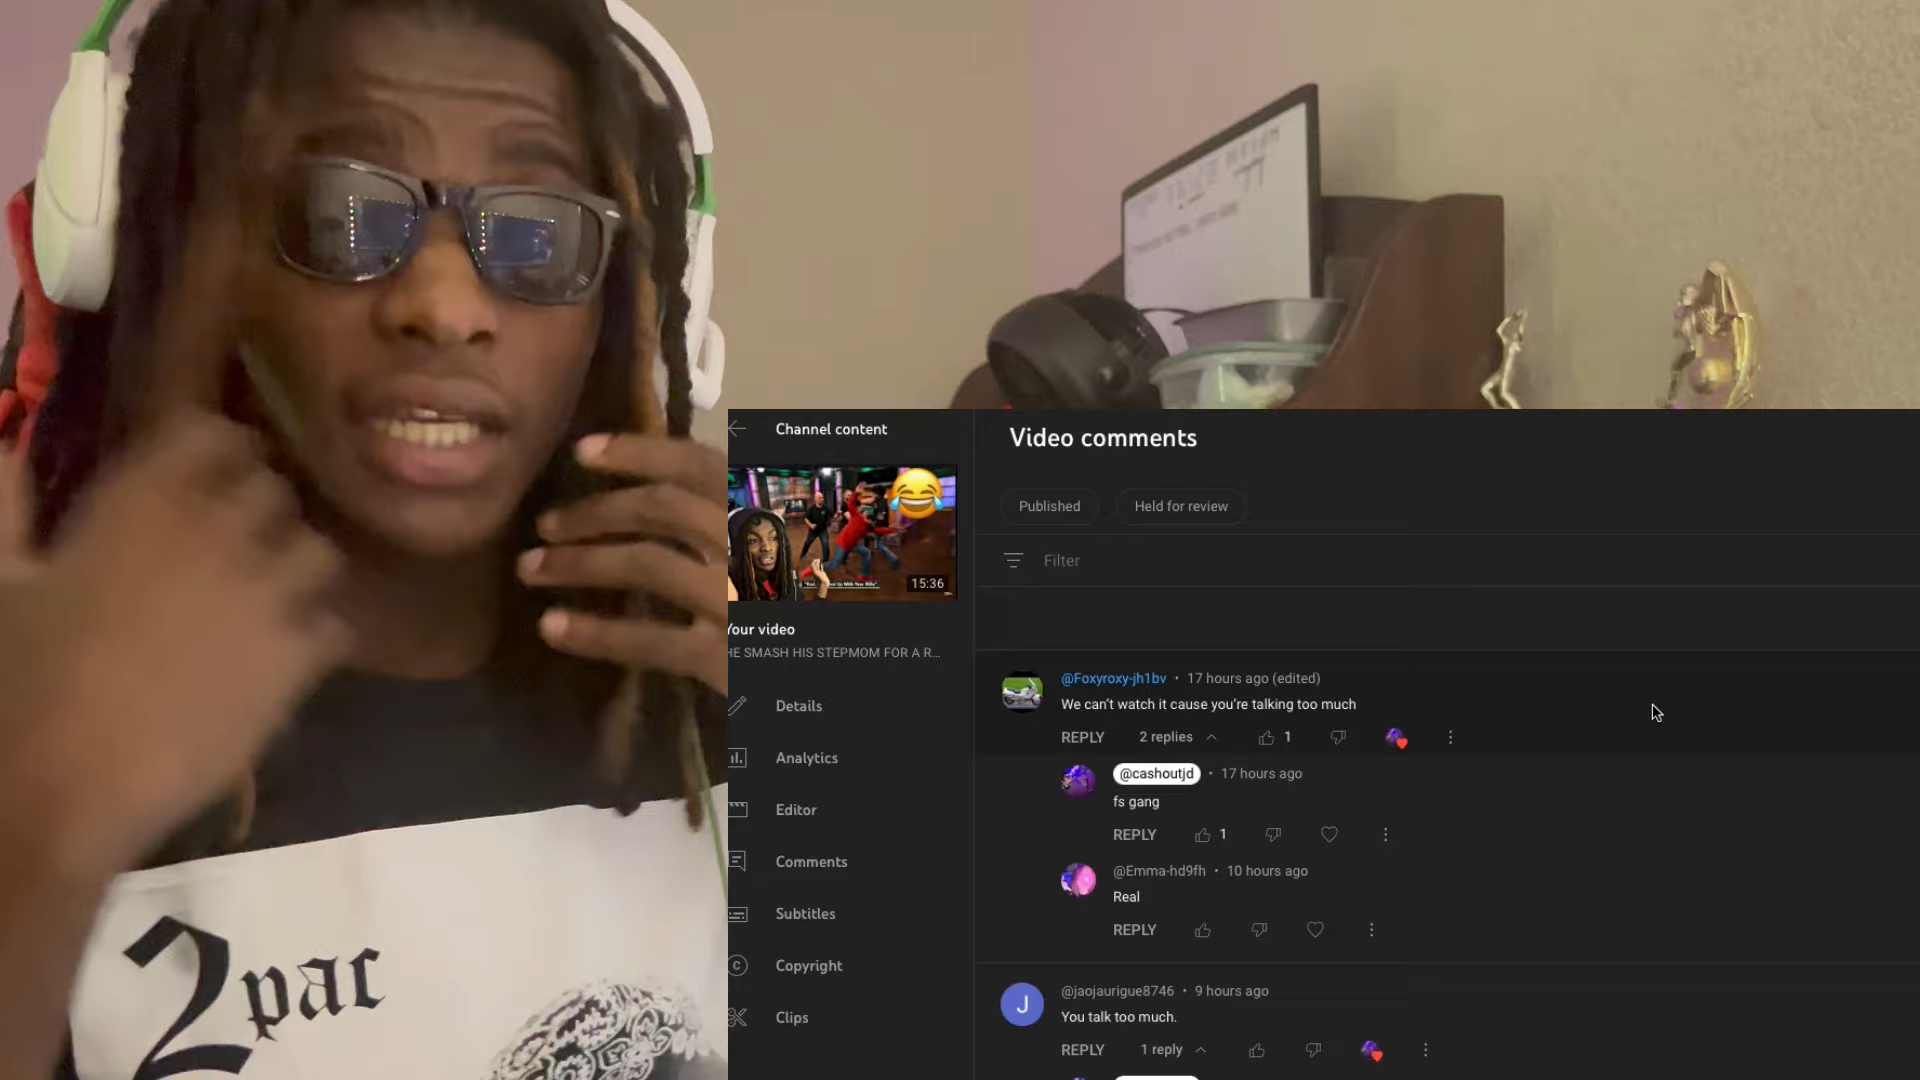 2pac
Channel content
15:36
Your video
HE SMASH HIS STEPMOM FOR A R...
Details
Analytics
Editor
Comments
Subtitles
Copyright
Clips
Video comments
Published
Held for review
Filter
@Foxyroxy-jh1bv • 17 hours ago (edited)
We can't watch it cause you're talking too much
REPLY 2 replies 1
@cashoutjd • 17 hours ago
fs gang
REPLY 1
@Emma-hd9fh • 10 hours ago
Real
REPLY
J
@jaojaurigue8746 • 9 hours ago
You talk too much.
REPLY 1 reply